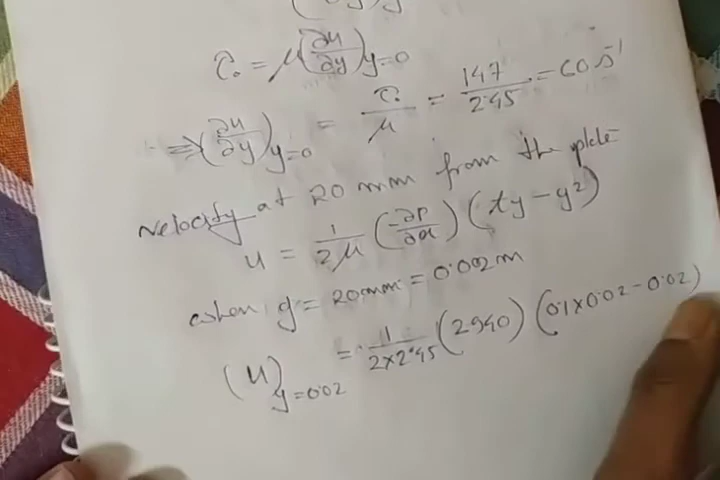 τ₀ = μ(∂u/∂y)y=0
⇒ (∂u/∂y)y=0 = τ₀/μ = 147/2.45 = 60 s⁻¹
Velocity at 20 mm from the plate
u = 1/2μ (-∂P/∂x) (ty - y²)
when, y = 20mm = 0.002m
(u)y=0.02 = 1/2×2.45 (2940) (0.1×0.02 - 0.02)